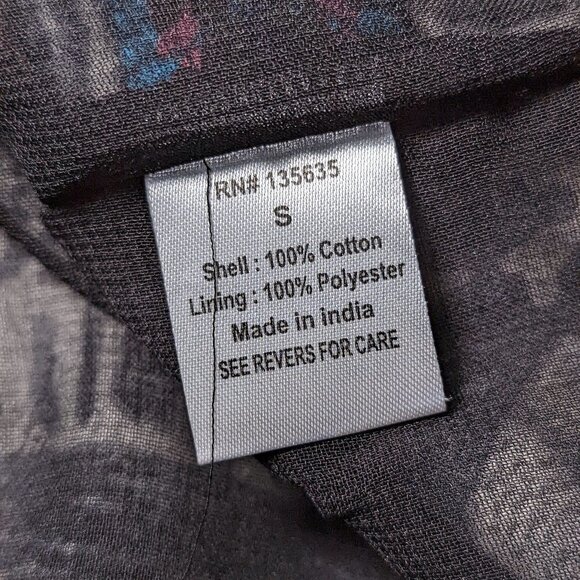 RN# 135635
S
Shell : 100% Cotton
Lining : 100% Polyester
Made in india
SEE REVERS FOR CARE